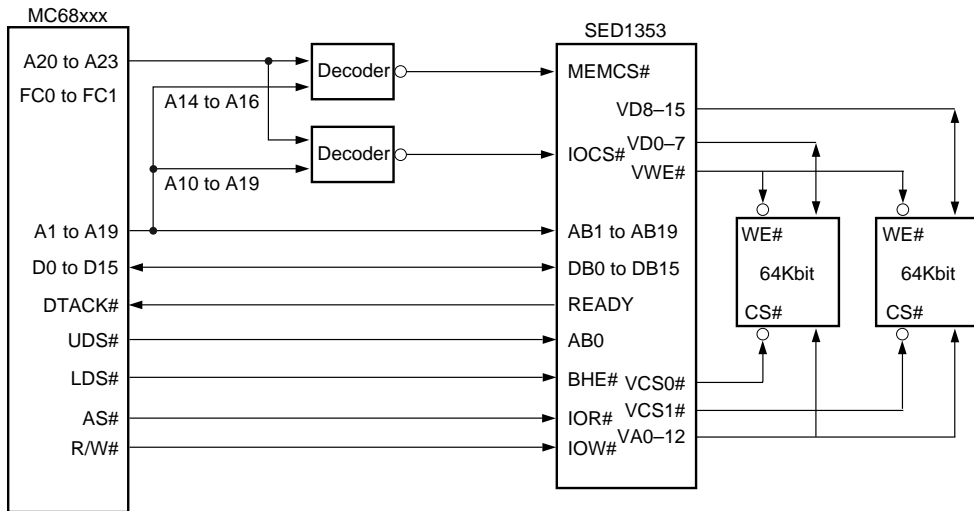 MC68xxx
SED1353
A20 to A23
Decoder
MEMCS#
FC0 to FC1
A14 to A16
VD8–15
Decoder
VD0–7
IOCS#
VWE#
A10 to A19
A1 to A19
AB1 to AB19
WE#
WE#
D0 to D15
DB0 to DB15
64Kbit
64Kbit
DTACK#
READY
CS#
CS#
UDS#
AB0
LDS#
BHE#
VCS0#
AS#
IOR#
VCS1#
R/W#
IOW#
VA0–12